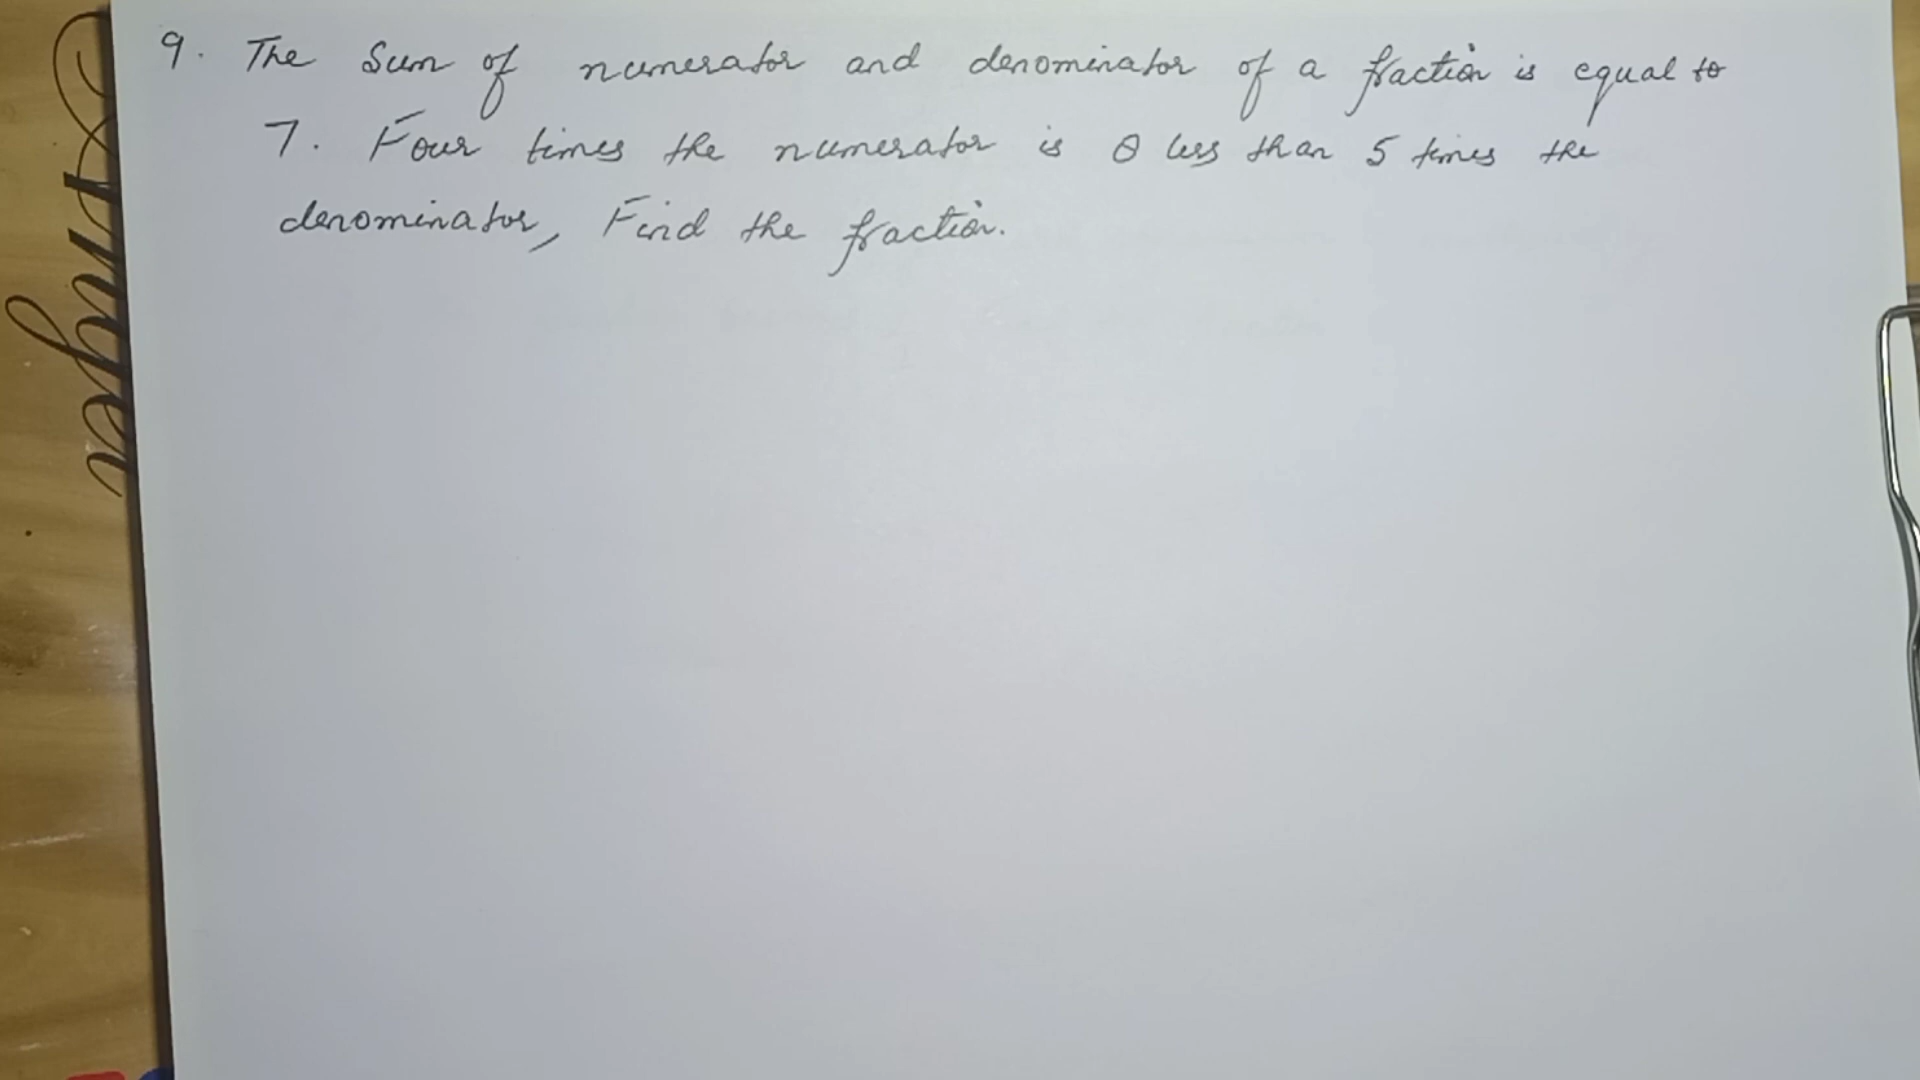 9. The Sum of numerator and denominator of a fraction is equal to
7. Four times the numerator is 8 less than 5 times the
denominator, Find the fraction.